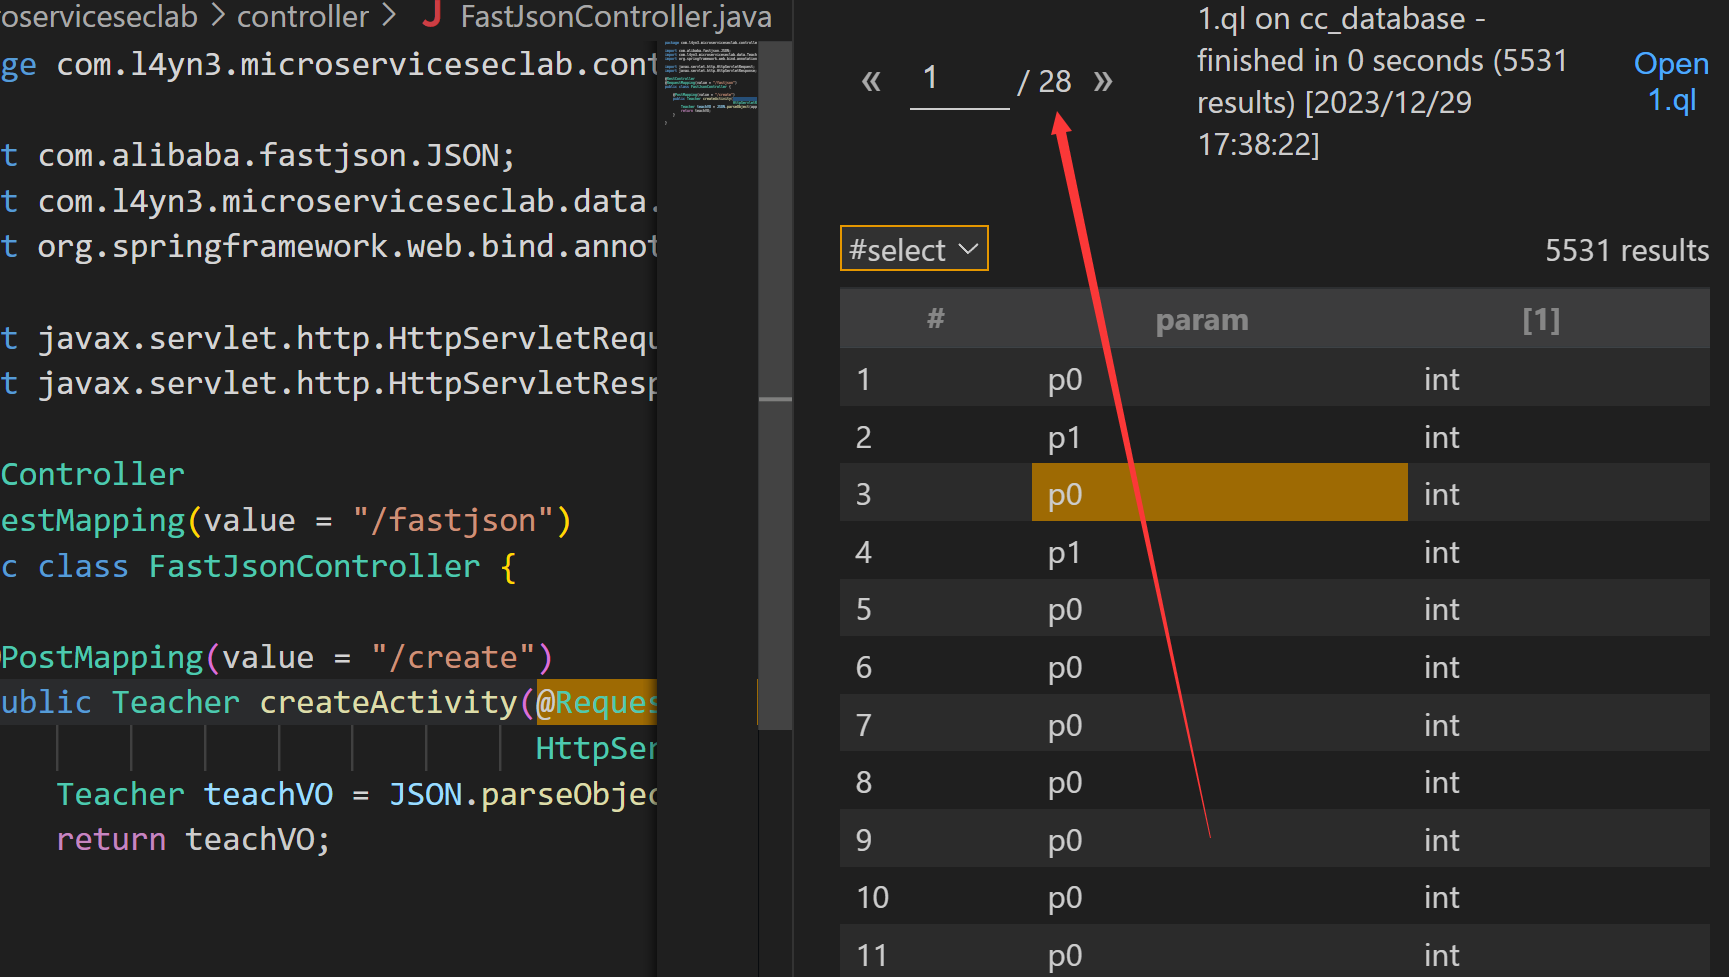 oserviceseclab > controller > J FastJsonController.java
ge com.l4yn3.microserviceseclab.cont
t com.alibaba.fastjson.JSON;
t com.l4yn3.microserviceseclab.data.
t org.springframework.web.bind.annot
t javax.servlet.http.HttpServletRequ
t javax.servlet.http.HttpServletResp
Controller
estMapping(value = "/fastjson")
c class FastJsonController {
PostMapping(value = "/create")
ublic Teacher createActivity(@Reques
HttpSer
Teacher teachVO = JSON.parseObjec
return teachVO;
« 1 / 28 »
1.ql on cc_database -
finished in 0 seconds (5531
results) [2023/12/29
17:38:22]
Open
1.ql
#select
5531 results
# param [1]
1 p0 int
2 p1 int
3 p0 int
4 p1 int
5 p0 int
6 p0 int
7 p0 int
8 p0 int
9 p0 int
10 p0 int
11 p0 int